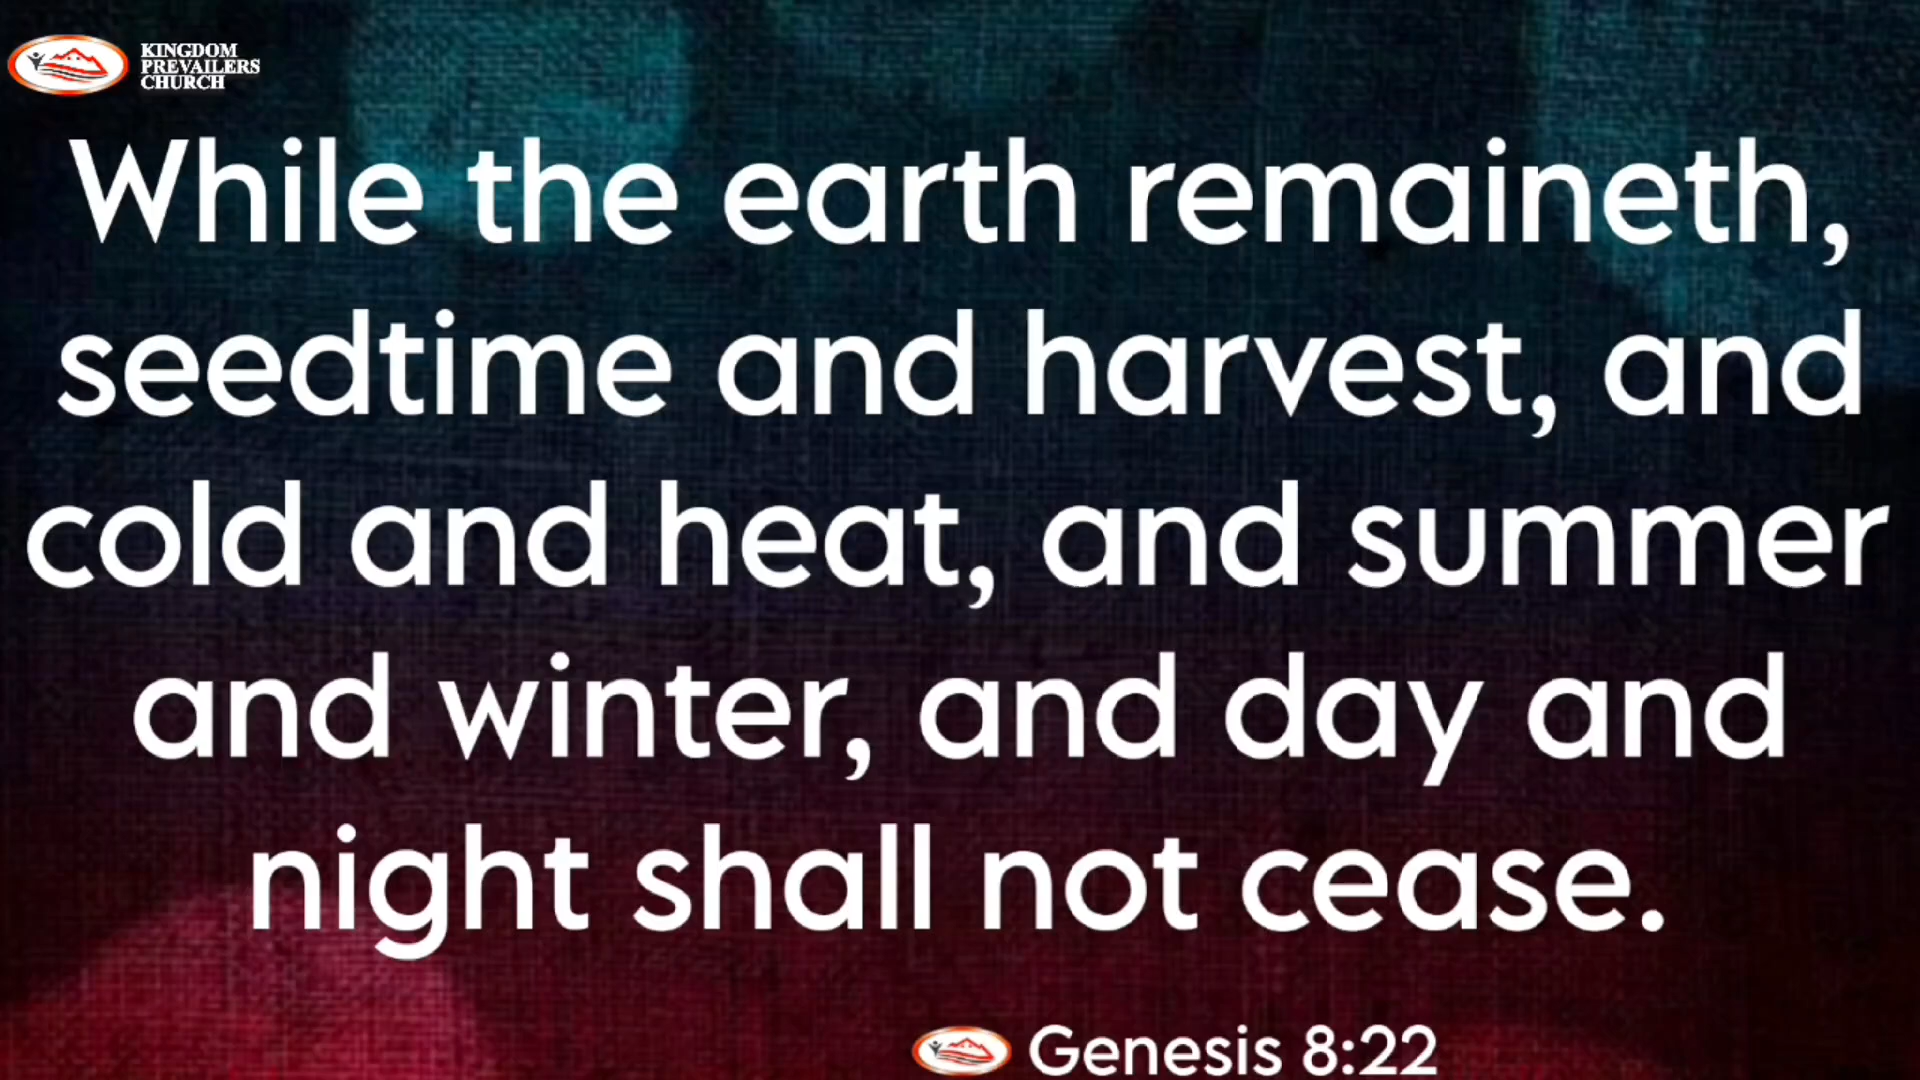 KINGDOM
PREVAILERS
CHURCH
While the earth remaineth,
seedtime and harvest, and
cold and heat, and summer
and winter, and day and
night shall not cease.
Genesis 8:22